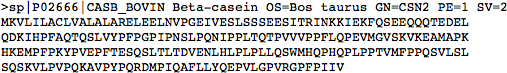 >sp|P02666|CASB_BOVIN Beta-casein OS=Bos taurus GN=CSN2 PE=1 SV=2
MKVLILACLVALALARELEELNVPGEIVESLSSSEESITRINKKIEKFQSEEQQQTEDEL
QDKIHPFAQTQSLVYPFPGPIPNSLPQNIPPLTQTPVVVPPFLQPEVMGVSKVKEAMAPK
HKEMPFPKYPVEPFTESQSLTLTDVENLHLPLPLLQSWMHQPHQPLPPTVMFPPQSVLSL
SQSKVLPVPQKAVPYPQRDMPIQAFLLYQEPVLGPVRGPFPIIV